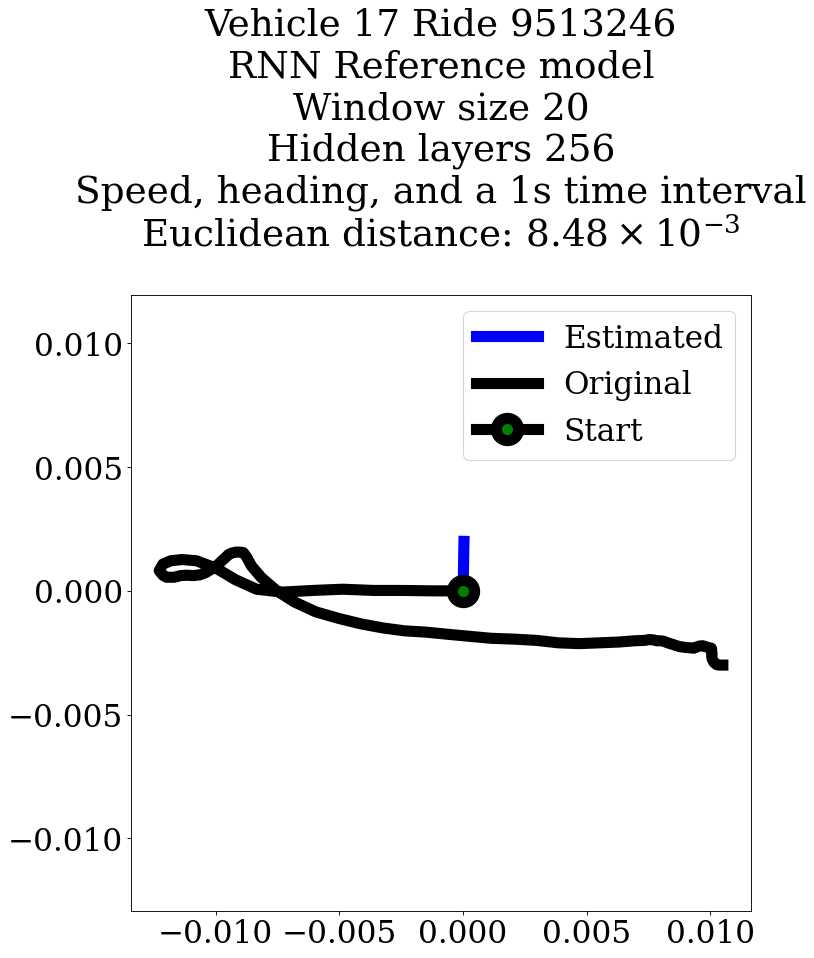 Vehicle 17 Ride 9513246
RNN Reference model
Window size 20
Hidden layers 256
Speed, heading, and a 1s time interval
Euclidean distance: 8.48 × 10⁻³
Estimated
Original
Start
0.010
0.005
0.000
−0.005
−0.010
−0.010 −0.005 0.000 0.005 0.010